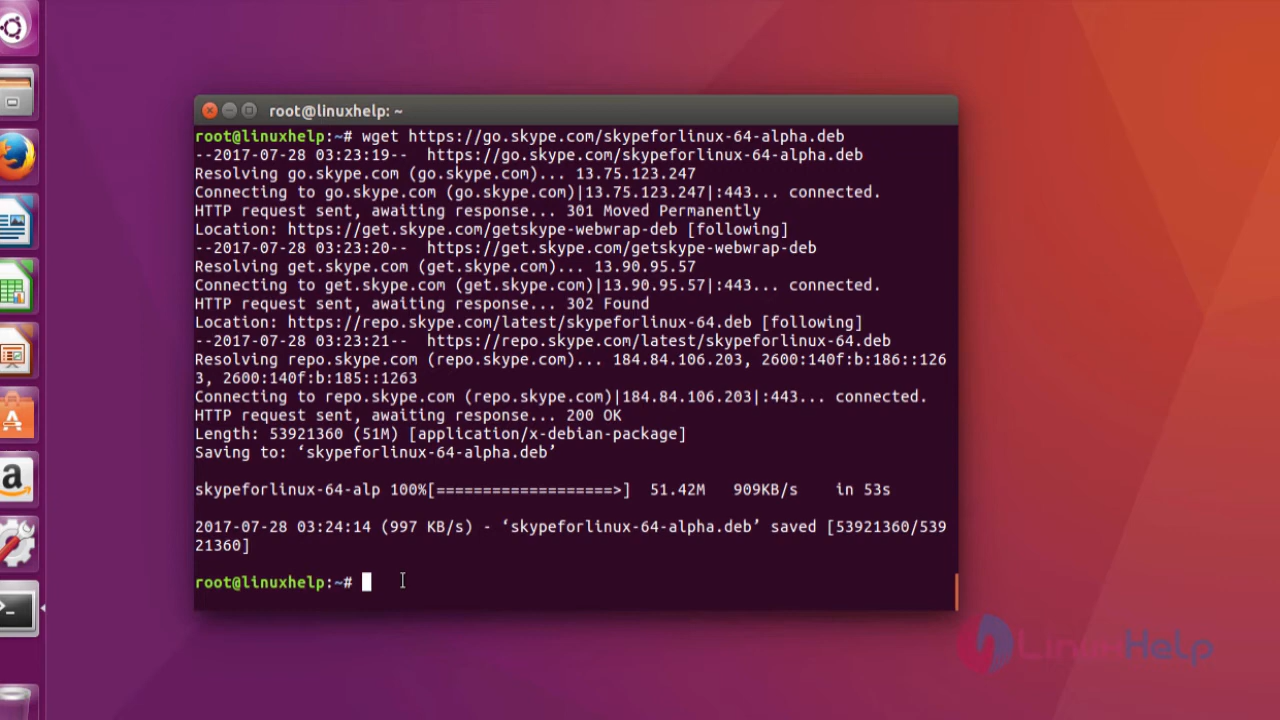 root@linuxhelp: ~
root@linuxhelp:~# wget https://go.skype.com/skypeforlinux-64-alpha.deb
--2017-07-28 03:23:19--  https://go.skype.com/skypeforlinux-64-alpha.deb
Resolving go.skype.com (go.skype.com)... 13.75.123.247
Connecting to go.skype.com (go.skype.com)|13.75.123.247|:443... connected.
HTTP request sent, awaiting response... 301 Moved Permanently
Location: https://get.skype.com/getskype-webwrap-deb [following]
--2017-07-28 03:23:20--  https://get.skype.com/getskype-webwrap-deb
Resolving get.skype.com (get.skype.com)... 13.90.95.57
Connecting to get.skype.com (get.skype.com)|13.90.95.57|:443... connected.
HTTP request sent, awaiting response... 302 Found
Location: https://repo.skype.com/latest/skypeforlinux-64.deb [following]
--2017-07-28 03:23:21--  https://repo.skype.com/latest/skypeforlinux-64.deb
Resolving repo.skype.com (repo.skype.com)... 184.84.106.203, 2600:140f:b:186::126
3, 2600:140f:b:185::1263
Connecting to repo.skype.com (repo.skype.com)|184.84.106.203|:443... connected.
HTTP request sent, awaiting response... 200 OK
Length: 53921360 (51M) [application/x-debian-package]
Saving to: ‘skypeforlinux-64-alpha.deb’
skypeforlinux-64-alp 100%[===================>]  51.42M   909KB/s    in 53s
2017-07-28 03:24:14 (997 KB/s) - ‘skypeforlinux-64-alpha.deb’ saved [53921360/539
21360]
root@linuxhelp:~#
LinuxHelp